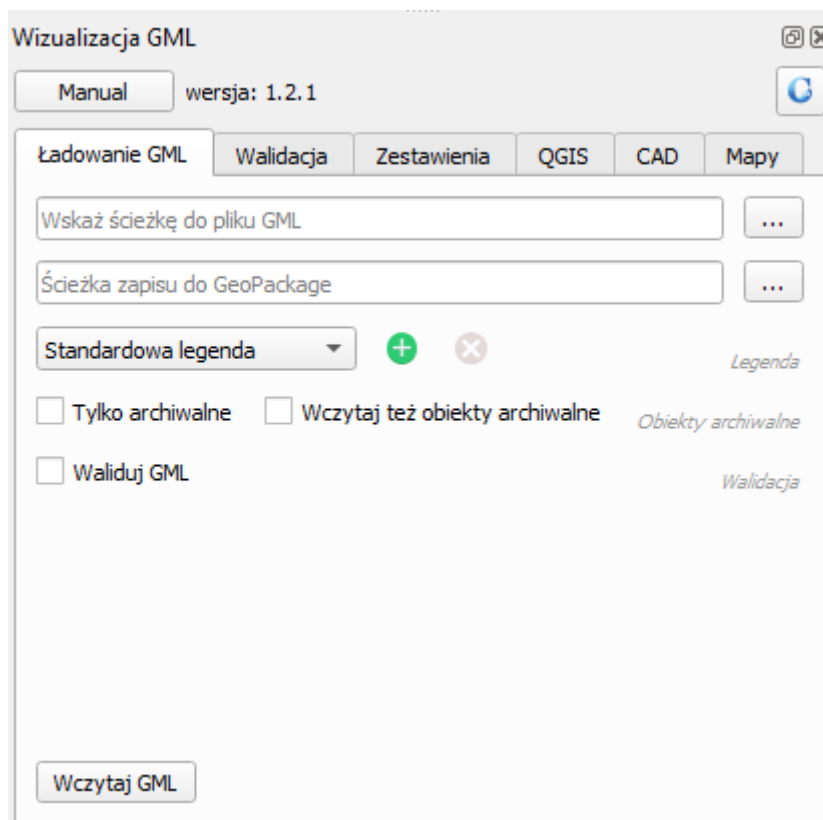 Wizualizacja GML
Manual wersja: 1.2.1
Ładowanie GML Walidacja Zestawienia QGIS CAD Mapy
Wskaż ścieżkę do pliku GML ...
Ścieżka zapisu do GeoPackage ...
Standardowa legenda Legenda
Tylko archiwalne Wczytaj też obiekty archiwalne Obiekty archiwalne
Waliduj GML Walidacja
Wczytaj GML